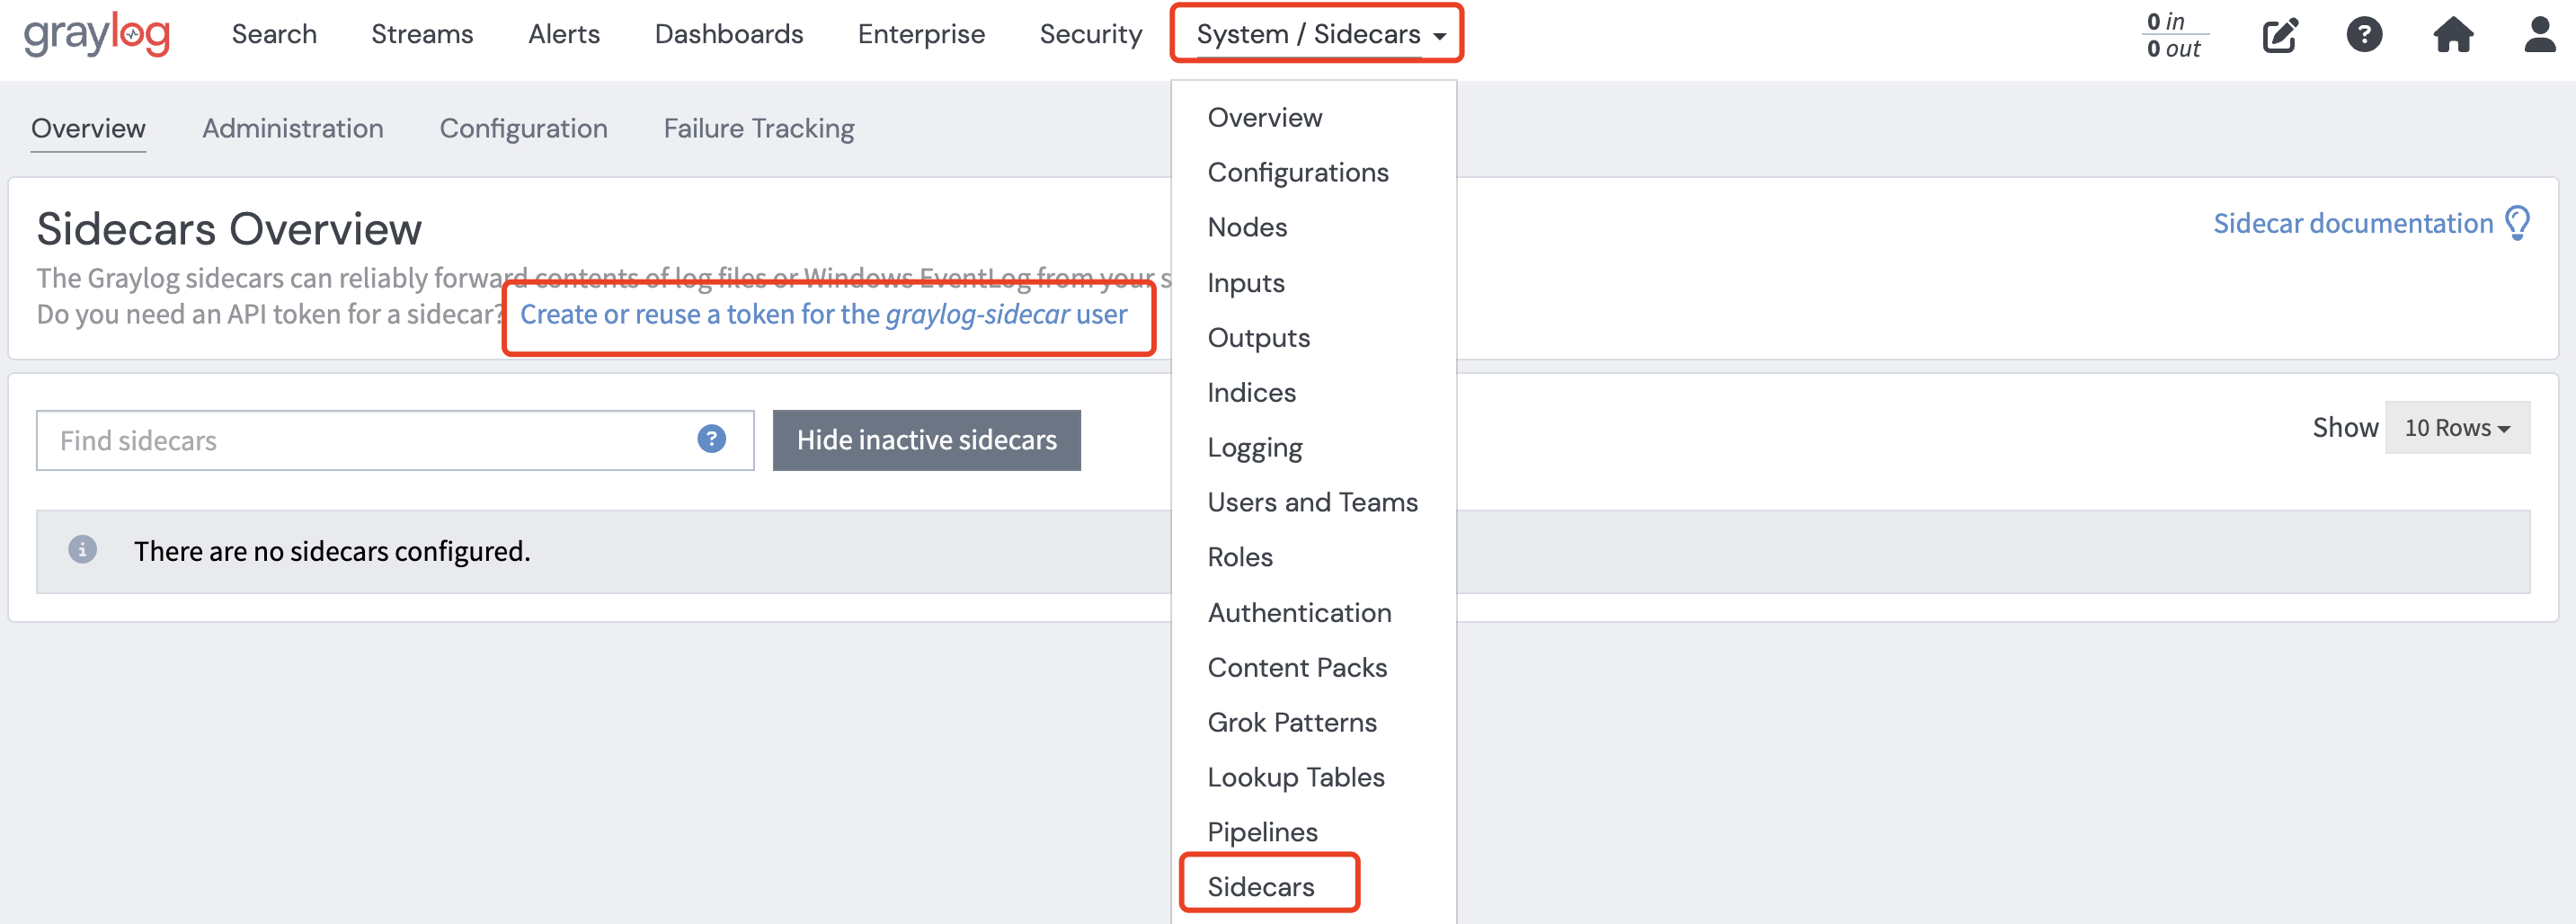 graylog
Search
Streams
Alerts
Dashboards
Enterprise
Security
System / Sidecars
0 in
0 out
?
Overview
Administration
Configuration
Failure Tracking
Sidecars Overview
Sidecar documentation
The Graylog sidecars can reliably forward contents of log files or Windows EventLog from your s
Do you need an API token for a sidecar? Create or reuse a token for the graylog-sidecar user
Find sidecars
?
Hide inactive sidecars
Show
10 Rows
There are no sidecars configured.
Overview
Configurations
Nodes
Inputs
Outputs
Indices
Logging
Users and Teams
Roles
Authentication
Content Packs
Grok Patterns
Lookup Tables
Pipelines
Sidecars